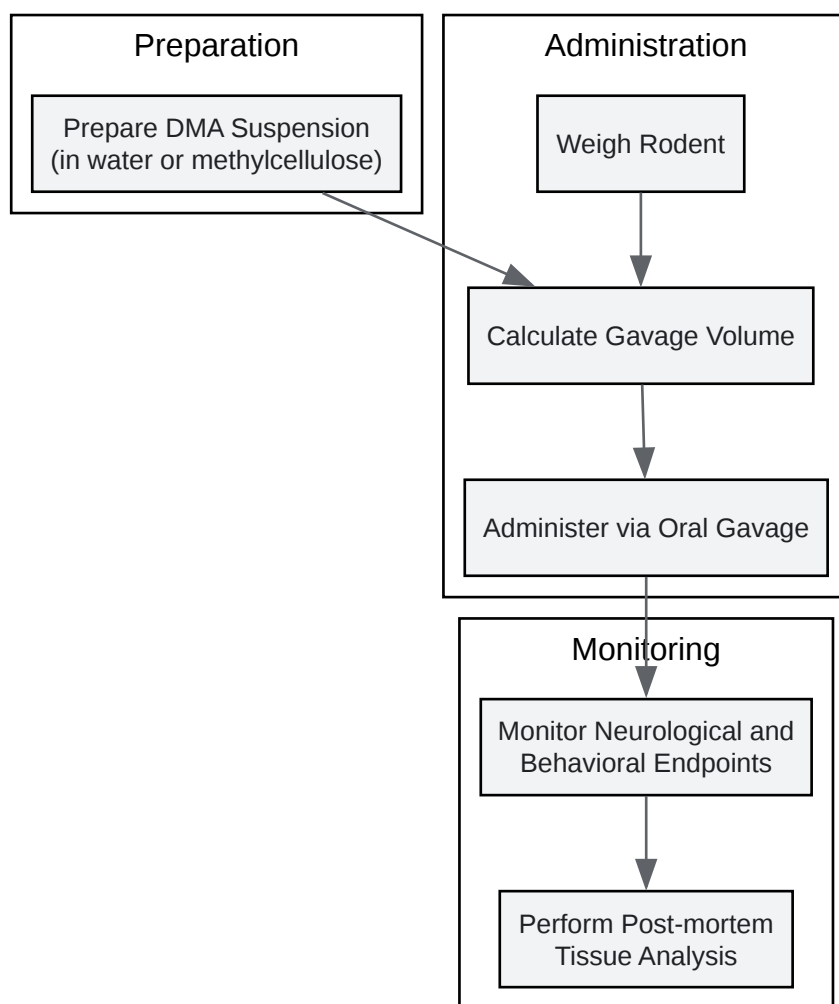 Preparation
Prepare DMA Suspension
(in water or methylcellulose)
Administration
Weigh Rodent
Calculate Gavage Volume
Administer via Oral Gavage
Monitoring
Monitor Neurological and
Behavioral Endpoints
Perform Post-mortem
Tissue Analysis